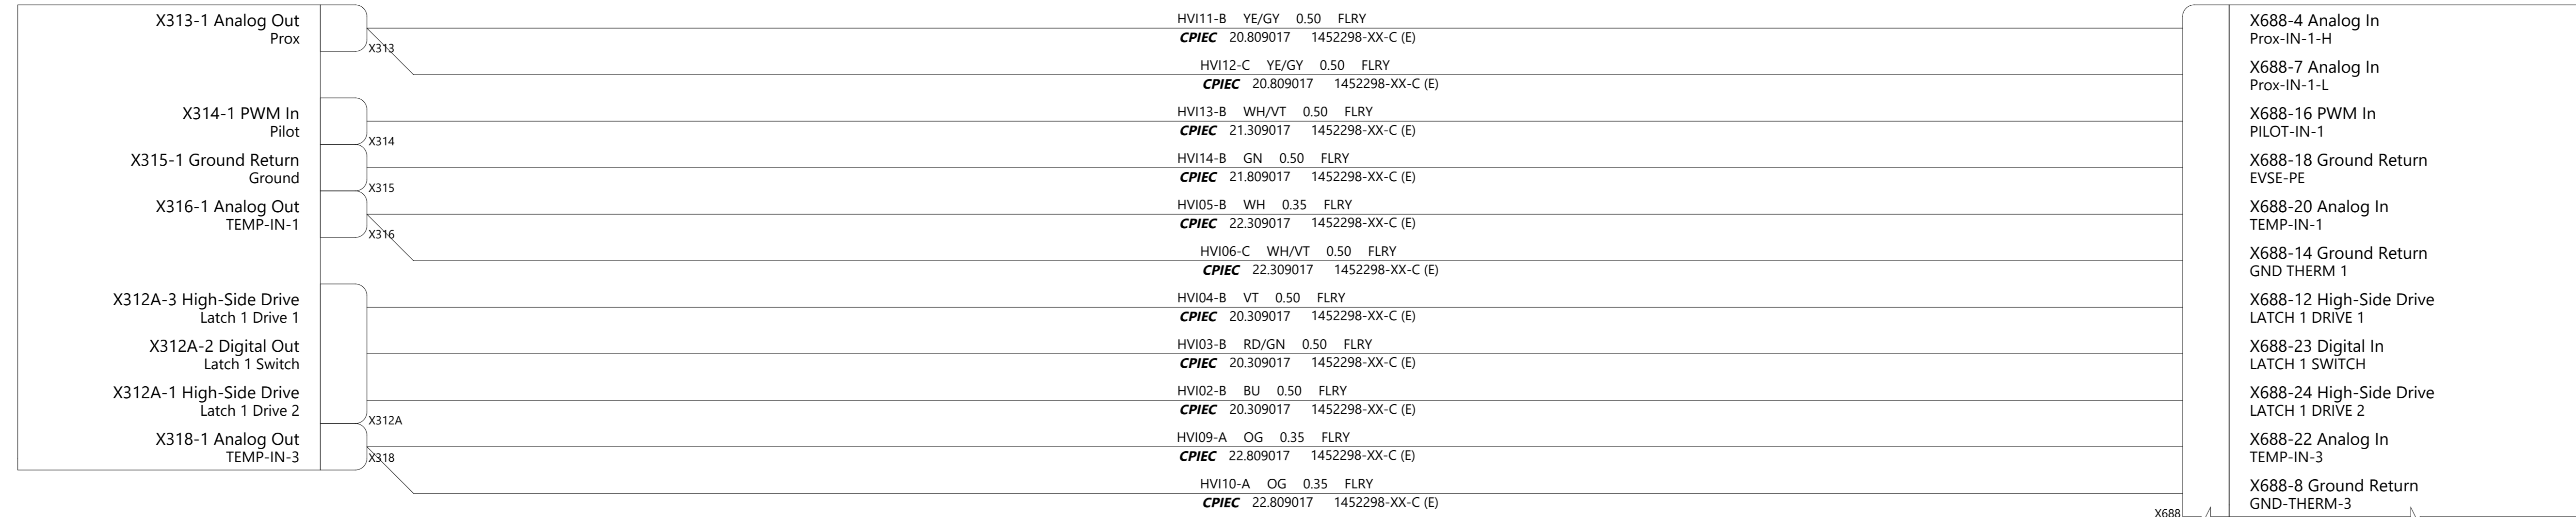 X313-1 Analog Out
Prox
X313
HVI11-B YE/GY 0.50 FLRY
CPIEC 20.809017 1452298-XX-C (E)
X688-4 Analog In
Prox-IN-1-H
HVI12-C YE/GY 0.50 FLRY
CPIEC 20.809017 1452298-XX-C (E)
X688-7 Analog In
Prox-IN-1-L
X314-1 PWM In
Pilot
X314
HVI13-B WH/VT 0.50 FLRY
CPIEC 21.309017 1452298-XX-C (E)
X688-16 PWM In
PILOT-IN-1
X315-1 Ground Return
Ground
X315
HVI14-B GN 0.50 FLRY
CPIEC 21.809017 1452298-XX-C (E)
X688-18 Ground Return
EVSE-PE
X316-1 Analog Out
TEMP-IN-1
X316
HVI05-B WH 0.35 FLRY
CPIEC 22.309017 1452298-XX-C (E)
X688-20 Analog In
TEMP-IN-1
HVI06-C WH/VT 0.50 FLRY
CPIEC 22.309017 1452298-XX-C (E)
X688-14 Ground Return
GND THERM 1
X312A-3 High-Side Drive
Latch 1 Drive 1
HVI04-B VT 0.50 FLRY
CPIEC 20.309017 1452298-XX-C (E)
X688-12 High-Side Drive
LATCH 1 DRIVE 1
X312A-2 Digital Out
Latch 1 Switch
HVI03-B RD/GN 0.50 FLRY
CPIEC 20.309017 1452298-XX-C (E)
X688-23 Digital In
LATCH 1 SWITCH
X312A-1 High-Side Drive
Latch 1 Drive 2
X312A
HVI02-B BU 0.50 FLRY
CPIEC 20.309017 1452298-XX-C (E)
X688-24 High-Side Drive
LATCH 1 DRIVE 2
X318-1 Analog Out
TEMP-IN-3
X318
HVI09-A OG 0.35 FLRY
CPIEC 22.809017 1452298-XX-C (E)
X688-22 Analog In
TEMP-IN-3
HVI10-A OG 0.35 FLRY
CPIEC 22.809017 1452298-XX-C (E)
X688-8 Ground Return
GND-THERM-3
X688